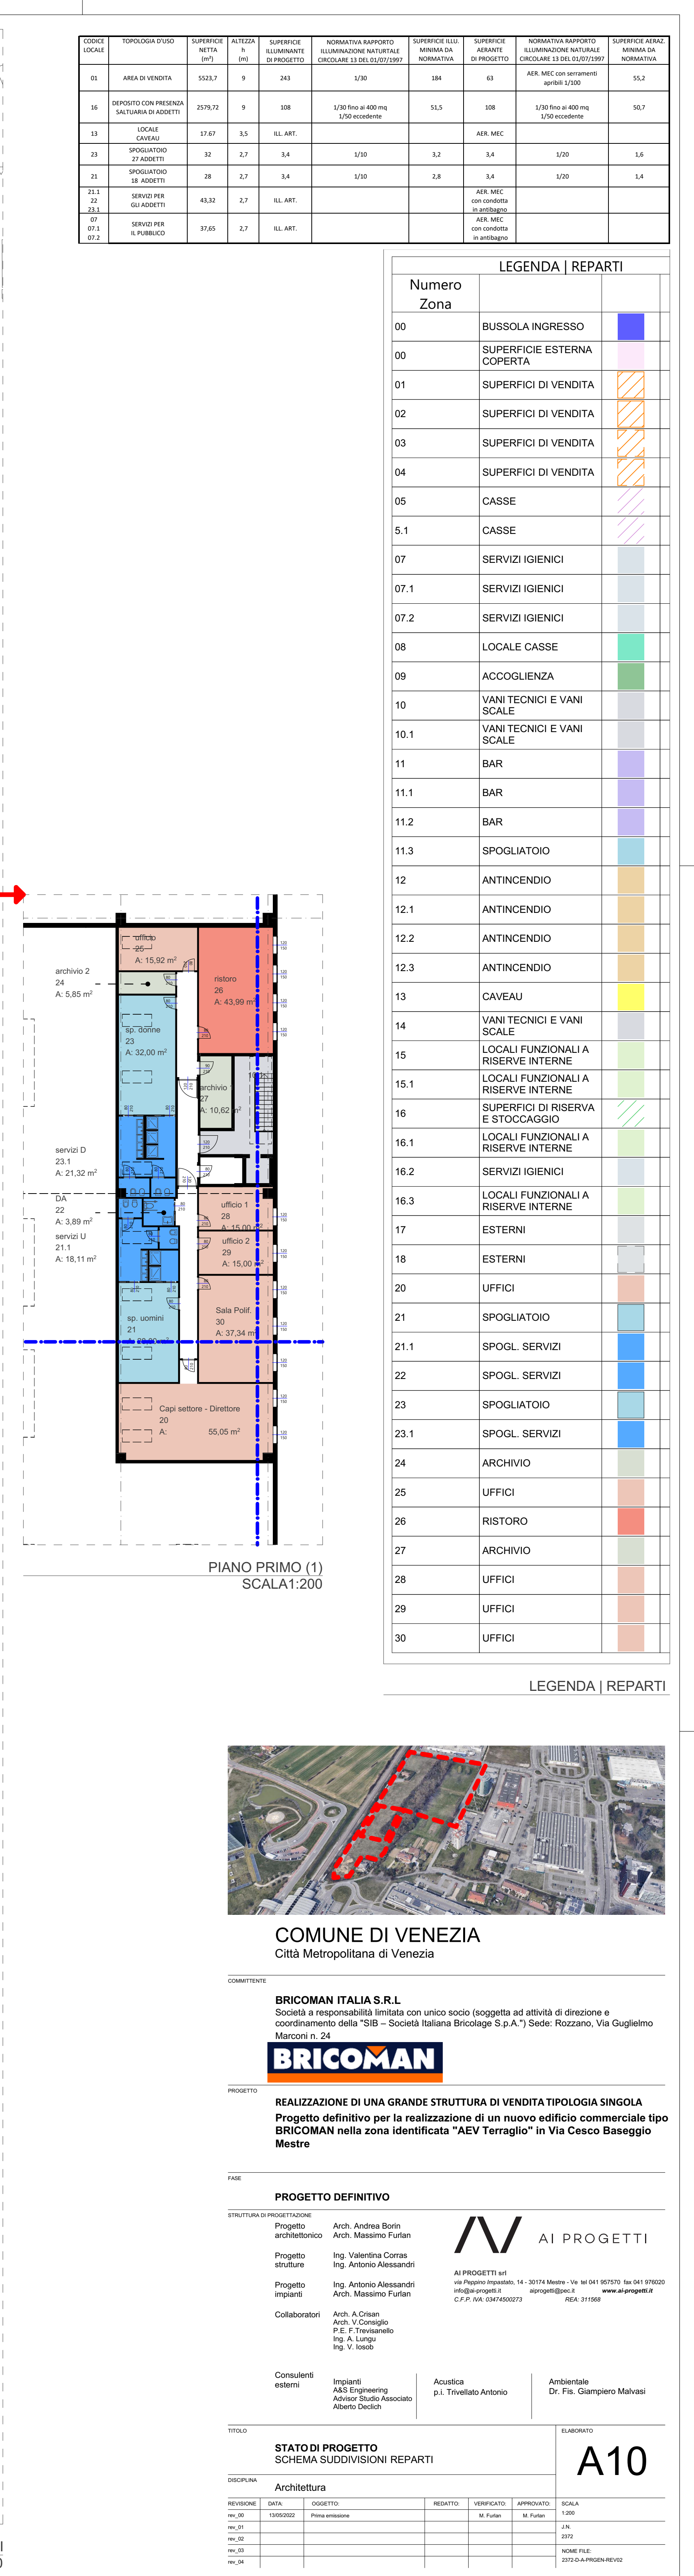 CODICE LOCALE TOPOLOGIA D'USO SUPERFICIE NETTA (m²) ALTEZZA h (m) SUPERFICIE ILLUMINANTE DI PROGETTO NORMATIVA RAPPORTO ILLUMINAZIONE NATURTALE CIRCOLARE 13 DEL 01/07/1997 SUPERFICIE ILLU. MINIMA DA NORMATIVA SUPERFICIE AERANTE DI PROGETTO NORMATIVA RAPPORTO ILLUMINAZIONE NATURALE CIRCOLARE 13 DEL 01/07/1997 SUPERFICIE AERAZ. MINIMA DA NORMATIVA
01 AREA DI VENDITA 5523,7 9 243 1/30 184 63 AER. MEC con serramenti apribili 1/100 55,2
16 DEPOSITO CON PRESENZA SALTUARIA DI ADDETTI 2579,72 9 108 1/30 fino ai 400 mq 1/50 eccedente 51,5 108 1/30 fino ai 400 mq 1/50 eccedente 50,7
13 LOCALE CAVEAU 17.67 3,5 ILL. ART. AER. MEC
23 SPOGLIATOIO 27 ADDETTI 32 2,7 3,4 1/10 3,2 3,4 1/20 1,6
21 SPOGLIATOIO 18 ADDETTI 28 2,7 3,4 1/10 2,8 3,4 1/20 1,4
21.1 22 23.1 SERVIZI PER GLI ADDETTI 43,32 2,7 ILL. ART. AER. MEC con condotta in antibagno
07 07.1 07.2 SERVIZI PER IL PUBBLICO 37,65 2,7 ILL. ART. AER. MEC con condotta in antibagno
LEGENDA | REPARTI
Numero
Zona
00 BUSSOLA INGRESSO
00 SUPERFICIE ESTERNA COPERTA
01 SUPERFICI DI VENDITA
02 SUPERFICI DI VENDITA
03 SUPERFICI DI VENDITA
04 SUPERFICI DI VENDITA
05 CASSE
5.1 CASSE
07 SERVIZI IGIENICI
07.1 SERVIZI IGIENICI
07.2 SERVIZI IGIENICI
08 LOCALE CASSE
09 ACCOGLIENZA
10 VANI TECNICI E VANI SCALE
10.1 VANI TECNICI E VANI SCALE
11 BAR
11.1 BAR
11.2 BAR
11.3 SPOGLIATOIO
12 ANTINCENDIO
12.1 ANTINCENDIO
12.2 ANTINCENDIO
12.3 ANTINCENDIO
13 CAVEAU
14 VANI TECNICI E VANI SCALE
15 LOCALI FUNZIONALI A RISERVE INTERNE
15.1 LOCALI FUNZIONALI A RISERVE INTERNE
16 SUPERFICI DI RISERVA E STOCCAGGIO
16.1 LOCALI FUNZIONALI A RISERVE INTERNE
16.2 SERVIZI IGIENICI
16.3 LOCALI FUNZIONALI A RISERVE INTERNE
17 ESTERNI
18 ESTERNI
20 UFFICI
21 SPOGLIATOIO
21.1 SPOGL. SERVIZI
22 SPOGL. SERVIZI
23 SPOGLIATOIO
23.1 SPOGL. SERVIZI
24 ARCHIVIO
25 UFFICI
26 RISTORO
27 ARCHIVIO
28 UFFICI
29 UFFICI
30 UFFICI
LEGENDA | REPARTI
ufficio
25
A: 15,92 m²
archivio 2
24
A: 5,85 m²
ristoro
26
A: 43,99 m²
sp. donne
23
A: 32,00 m²
archivio
27
A: 10,62 m²
servizi D
23.1
A: 21,32 m²
DA
22
A: 3,89 m²
servizi U
21.1
A: 18,11 m²
ufficio 1
28
A: 15,00 m²
ufficio 2
29
A: 15,00 m²
sp. uomini
21
Sala Polif.
30
A: 37,34 m²
Capi settore - Direttore
20
A: 55,05 m²
PIANO PRIMO (1)
SCALA1:200
COMUNE DI VENEZIA
Città Metropolitana di Venezia
COMMITTENTE
BRICOMAN ITALIA S.R.L
Società a responsabilità limitata con unico socio (soggetta ad attività di direzione e
coordinamento della "SIB – Società Italiana Bricolage S.p.A.") Sede: Rozzano, Via Guglielmo
Marconi n. 24
BRICOMAN
PROGETTO
REALIZZAZIONE DI UNA GRANDE STRUTTURA DI VENDITA TIPOLOGIA SINGOLA
Progetto definitivo per la realizzazione di un nuovo edificio commerciale tipo
BRICOMAN nella zona identificata "AEV Terraglio" in Via Cesco Baseggio
Mestre
FASE
PROGETTO DEFINITIVO
STRUTTURA DI PROGETTAZIONE
Progetto architettonico Arch. Andrea Borin Arch. Massimo Furlan
Progetto strutture Ing. Valentina Corras Ing. Antonio Alessandri
Progetto impianti Ing. Antonio Alessandri Arch. Massimo Furlan
Collaboratori Arch. A.Crisan
Arch. V.Consiglio
P.E. F.Trevisanello
Ing. A. Lungu
Ing. V. Iosob
AI PROGETTI
AI PROGETTI srl
via Peppino Impastato, 14 - 30174 Mestre - Ve tel 041 957570 fax 041 976020
info@ai-progetti.it aiprogetti@pec.it www.ai-progetti.it
C.F.P. IVA: 03474500273 REA: 311568
Consulenti esterni
Impianti
A&S Engineering
Advisor Studio Associato
Alberto Declich
Acustica
p.i. Trivellato Antonio
Ambientale
Dr. Fis. Giampiero Malvasi
TITOLO
STATO DI PROGETTO
SCHEMA SUDDIVISIONI REPARTI
ELABORATO
A10
DISCIPLINA
Architettura
REVISIONE DATA: OGGETTO: REDATTO: VERIFICATO: APPROVATO:
rev_00 13/05/2022 Prima emissione M. Furlan M. Furlan
rev_01
rev_02
rev_03
rev_04
SCALA
1:200
J.N.
2372
NOME FILE:
2372-D-A-PRGEN-REV02